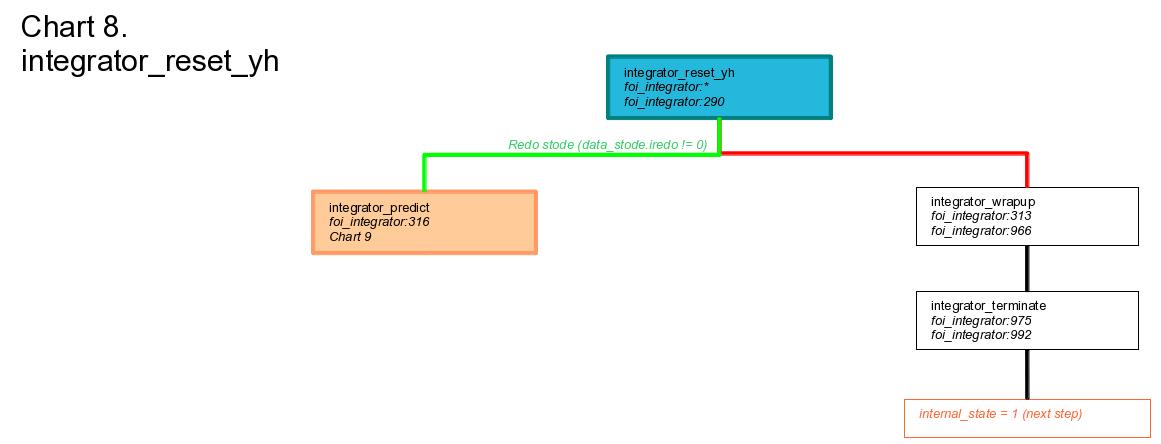 Chart 8.
integrator_reset_yh
integrator_reset_yh
foi_integrator:*
foi_integrator:290
Redo stode (data_stode.iredo != 0)
integrator_predict
foi_integrator:316
Chart 9
integrator_wrapup
foi_integrator:313
foi_integrator:966
integrator_terminate
foi_integrator:975
foi_integrator:992
internal_state = 1 (next step)